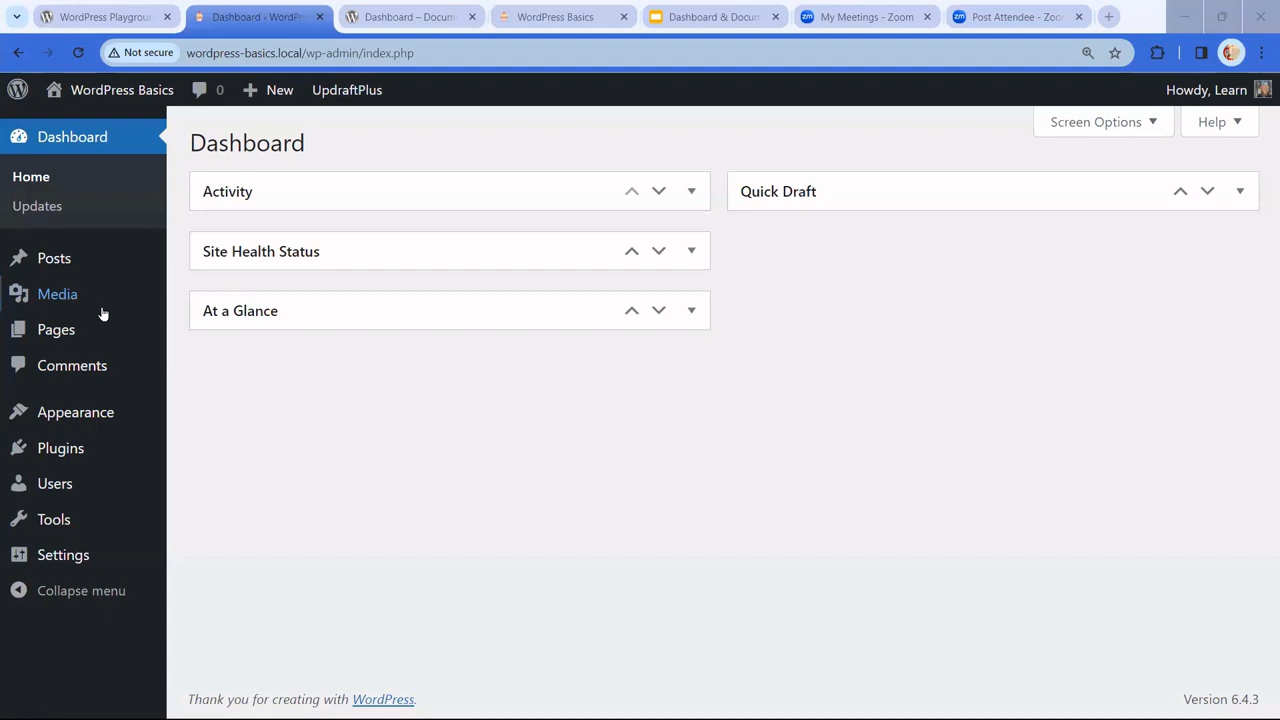 WordPress Playgroun
Dashboard ‹ WordPr
Dashboard – Docum
WordPress Basics
Dashboard & Docum
My Meetings - Zoom
Post Attendee - Zoo
Not secure
wordpress-basics.local/wp-admin/index.php
WordPress Basics
0
New
UpdraftPlus
Howdy, Learn
Dashboard
Home
Updates
Posts
Media
Pages
Comments
Appearance
Plugins
Users
Tools
Settings
Collapse menu
Screen Options
Help
Dashboard
Activity
Quick Draft
Site Health Status
At a Glance
Thank you for creating with WordPress.
Version 6.4.3